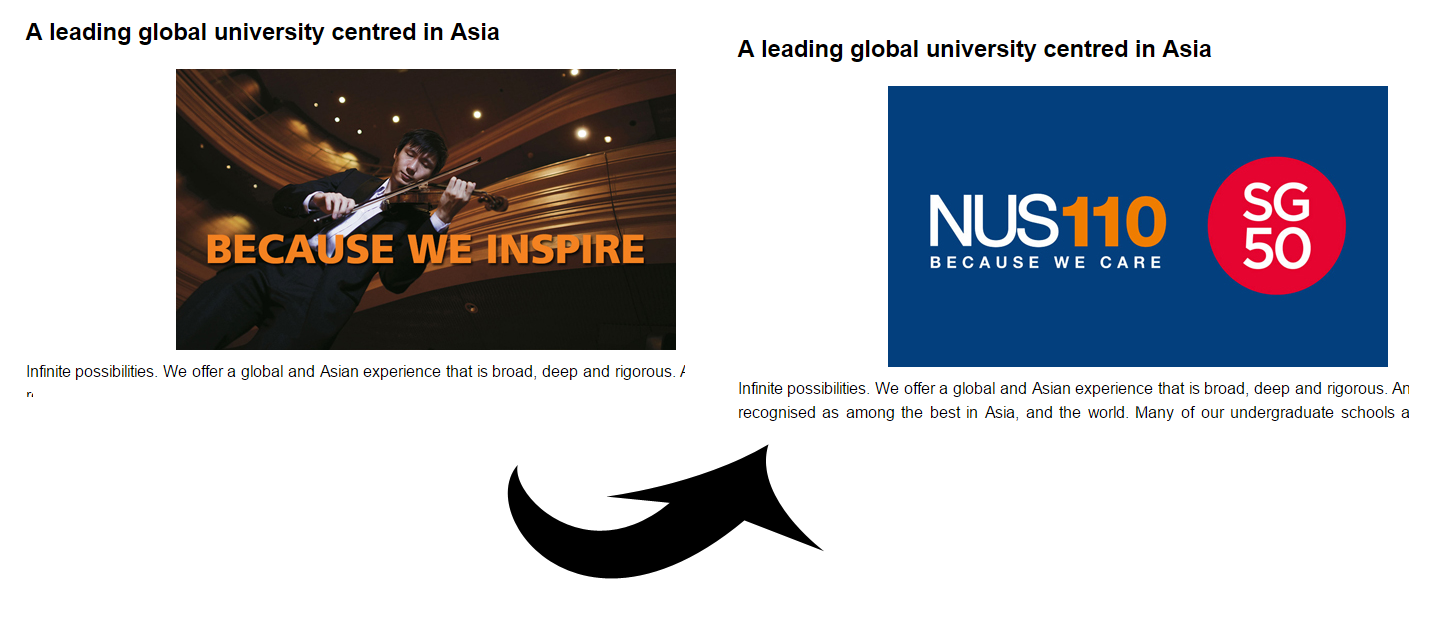 A leading global university centred in Asia
BECAUSE WE INSPIRE
Infinite possibilities. We offer a global and Asian experience that is broad, deep and rigorous.
A leading global university centred in Asia
NUS110
BECAUSE WE CARE
SG
50
Infinite possibilities. We offer a global and Asian experience that is broad, deep and rigorous. An
recognised as among the best in Asia, and the world. Many of our undergraduate schools a